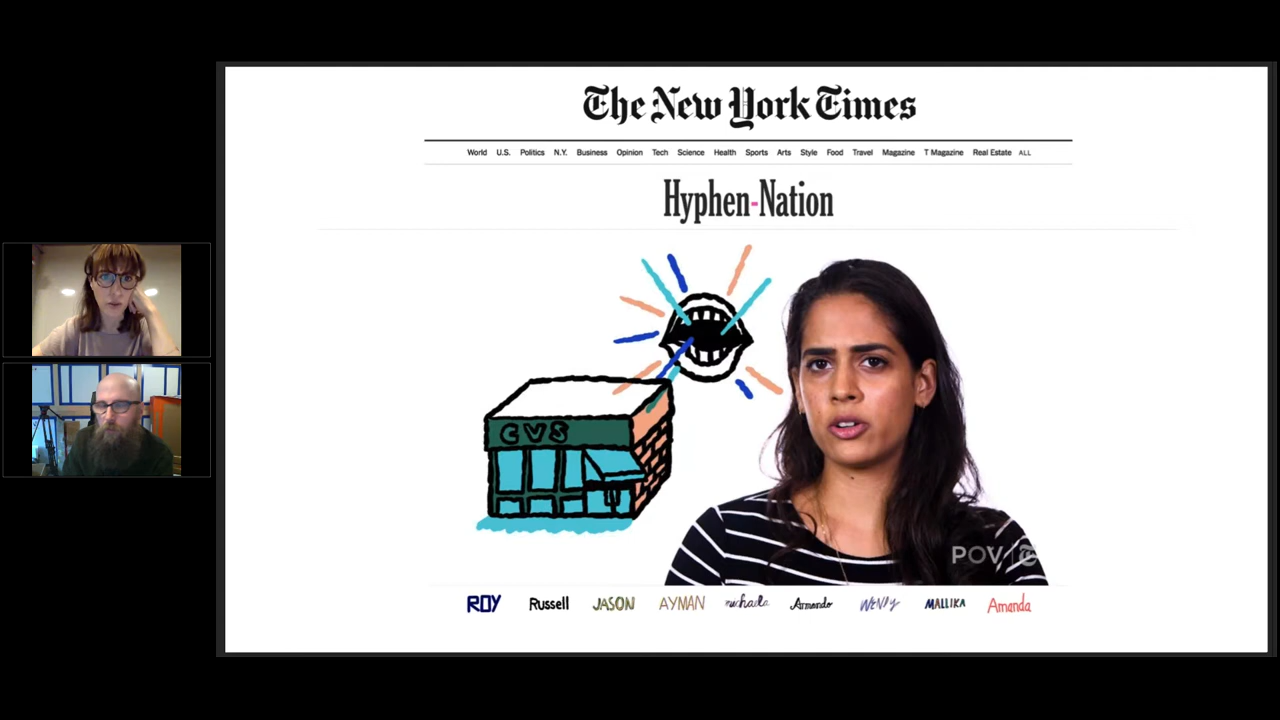 The New York Times
World U.S. Politics N.Y. Business Opinion Tech Science Health Sports Arts Style Food Travel Magazine T Magazine Real Estate ALL
Hyphen-Nation
CVS
POV T
ROY Russell JASON AYMAN michaela Armando WENDY MALLIKA Amanda